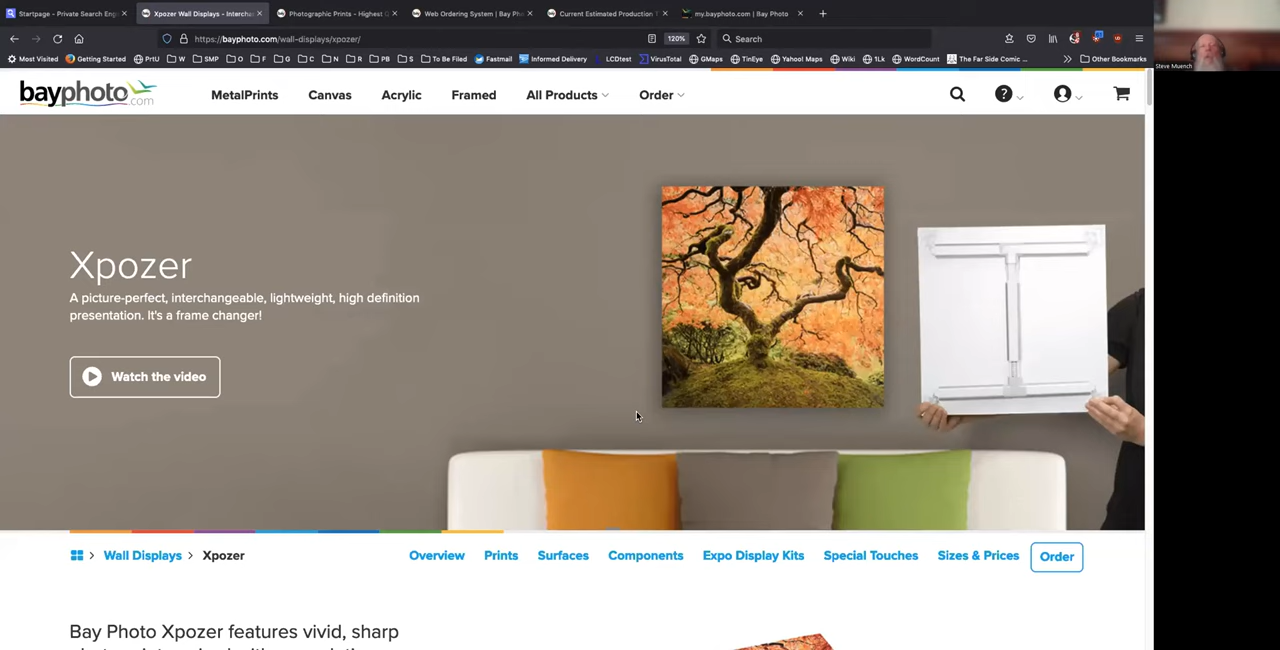 Startpage - Private Search Eng
Xpozer Wall Displays - Intercha
Photographic Prints - Highest Q
Web Ordering System | Bay Pho
Current Estimated Production T
my.bayphoto.com | Bay Photo
https://bayphoto.com/wall-displays/xpozer/
120%
Search
Most Visited
Getting Started
PrtU
W
SMP
O
F
G
C
N
R
PB
S
To Be Filed
Fastmail
Informed Delivery
LCDtest
VirusTotal
GMaps
TinEye
Yahoo! Maps
Wiki
1Lk
WordCount
The Far Side Comic ...
Other Bookmarks
Steve Muench
bayphoto
.com
MetalPrints
Canvas
Acrylic
Framed
All Products
Order
Xpozer
A picture-perfect, interchangeable, lightweight, high definition
presentation. It's a frame changer!
Watch the video
Wall Displays
Xpozer
Overview
Prints
Surfaces
Components
Expo Display Kits
Special Touches
Sizes & Prices
Order
Bay Photo Xpozer features vivid, sharp